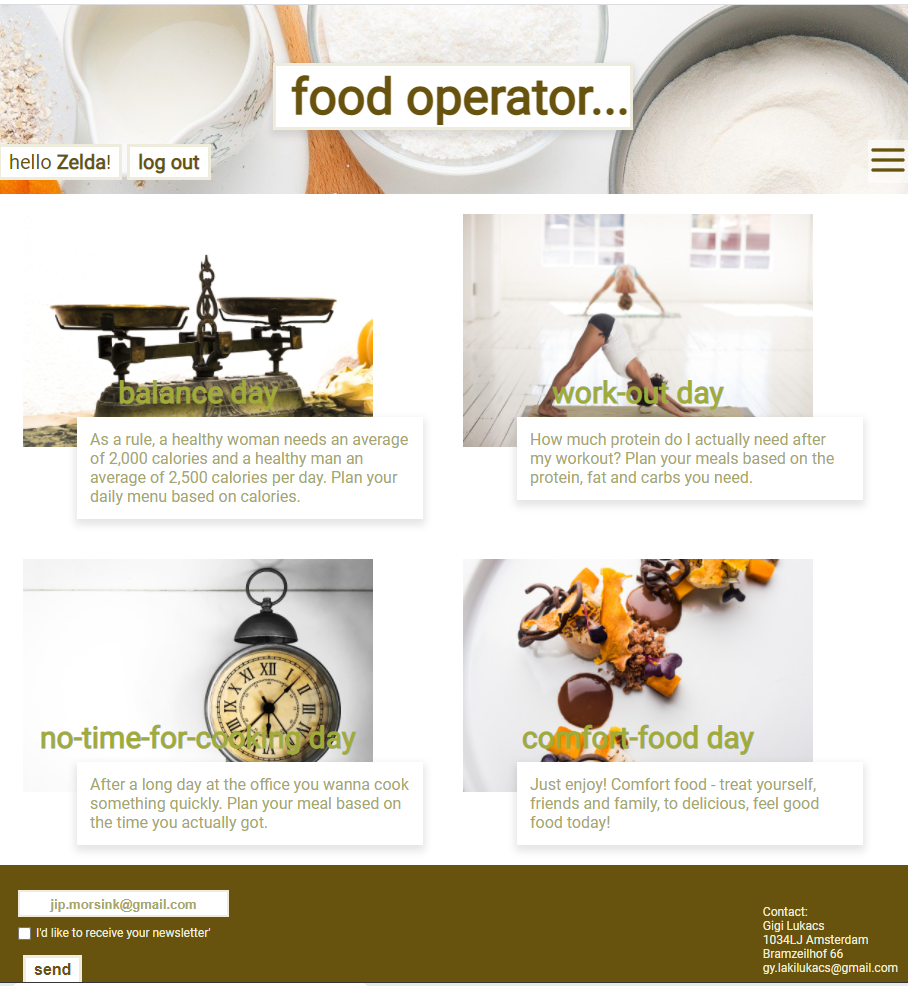 food operator...
hello Zelda!
log out
balance day
As a rule, a healthy woman needs an average
of 2,000 calories and a healthy man an
average of 2,500 calories per day. Plan your
daily menu based on calories.
work-out day
How much protein do I actually need after
my workout? Plan your meals based on the
protein, fat and carbs you need.
no-time-for-cooking day
After a long day at the office you wanna cook
something quickly. Plan your meal based on
the time you actually got.
comfort-food day
Just enjoy! Comfort food - treat yourself,
friends and family, to delicious, feel good
food today!
jip.morsink@gmail.com
I'd like to receive your newsletter'
send
Contact:
Gigi Lukacs
1034LJ Amsterdam
Bramzeilhof 66
gy.lakilukacs@gmail.com